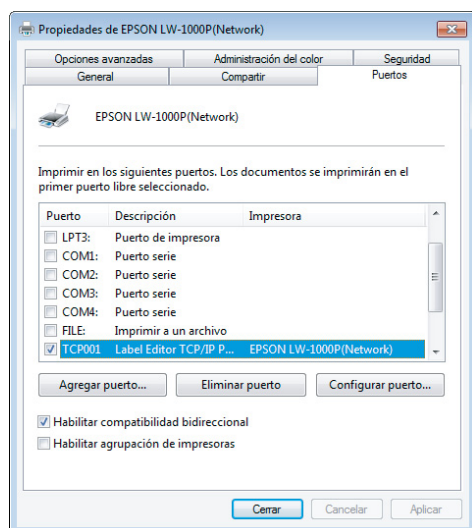 Propiedades de EPSON LW-1000P(Network)
Opciones avanzadas Administración del color Seguridad
General Compartir Puertos
EPSON LW-1000P(Network)
Imprimir en los siguientes puertos. Los documentos se imprimirán en el
primer puerto libre seleccionado.
Puerto Descripción Impresora
LPT3: Puerto de impresora
COM1: Puerto serie
COM2: Puerto serie
COM3: Puerto serie
COM4: Puerto serie
FILE: Imprimir a un archivo
TCP001 Label Editor TCP/IP P... EPSON LW-1000P(Network)
Agregar puerto... Eliminar puerto Configurar puerto...
Habilitar compatibilidad bidireccional
Habilitar agrupación de impresoras
Cerrar Cancelar Aplicar